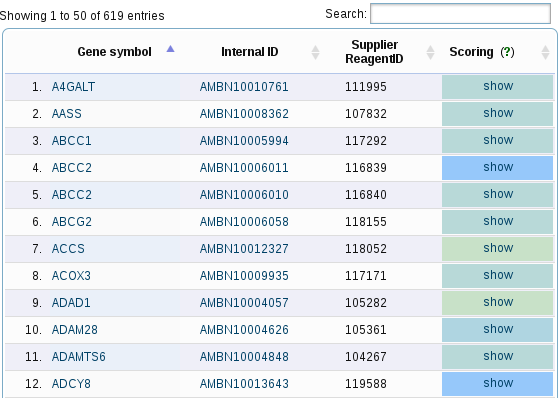 Showing 1 to 50 of 619 entries Search:
Gene symbol Internal ID Supplier ReagentID Scoring (?)
1. A4GALT AMBN10010761 111995 show
2. AASS AMBN10008362 107832 show
3. ABCC1 AMBN10005994 117292 show
4. ABCC2 AMBN10006011 116839 show
5. ABCC2 AMBN10006010 116840 show
6. ABCG2 AMBN10006058 118155 show
7. ACCS AMBN10012327 118052 show
8. ACOX3 AMBN10009935 117171 show
9. ADAD1 AMBN10004057 105282 show
10. ADAM28 AMBN10004626 105361 show
11. ADAMTS6 AMBN10004848 104267 show
12. ADCY8 AMBN10013643 119588 show